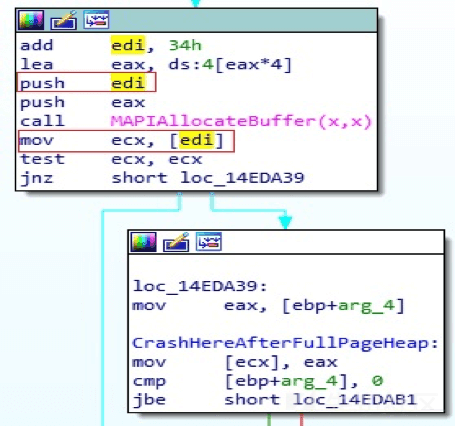 add edi, 34h
lea eax, ds:4[eax*4]
push edi
push eax
call MAPIAllocateBuffer(x,x)
mov ecx, [edi]
test ecx, ecx
jnz short loc_14EDA39
loc_14EDA39:
mov eax, [ebp+arg_4]
CrashHereAfterFullPageHeap:
mov [ecx], eax
cmp [ebp+arg_4], 0
jbe short loc_14EDAB1